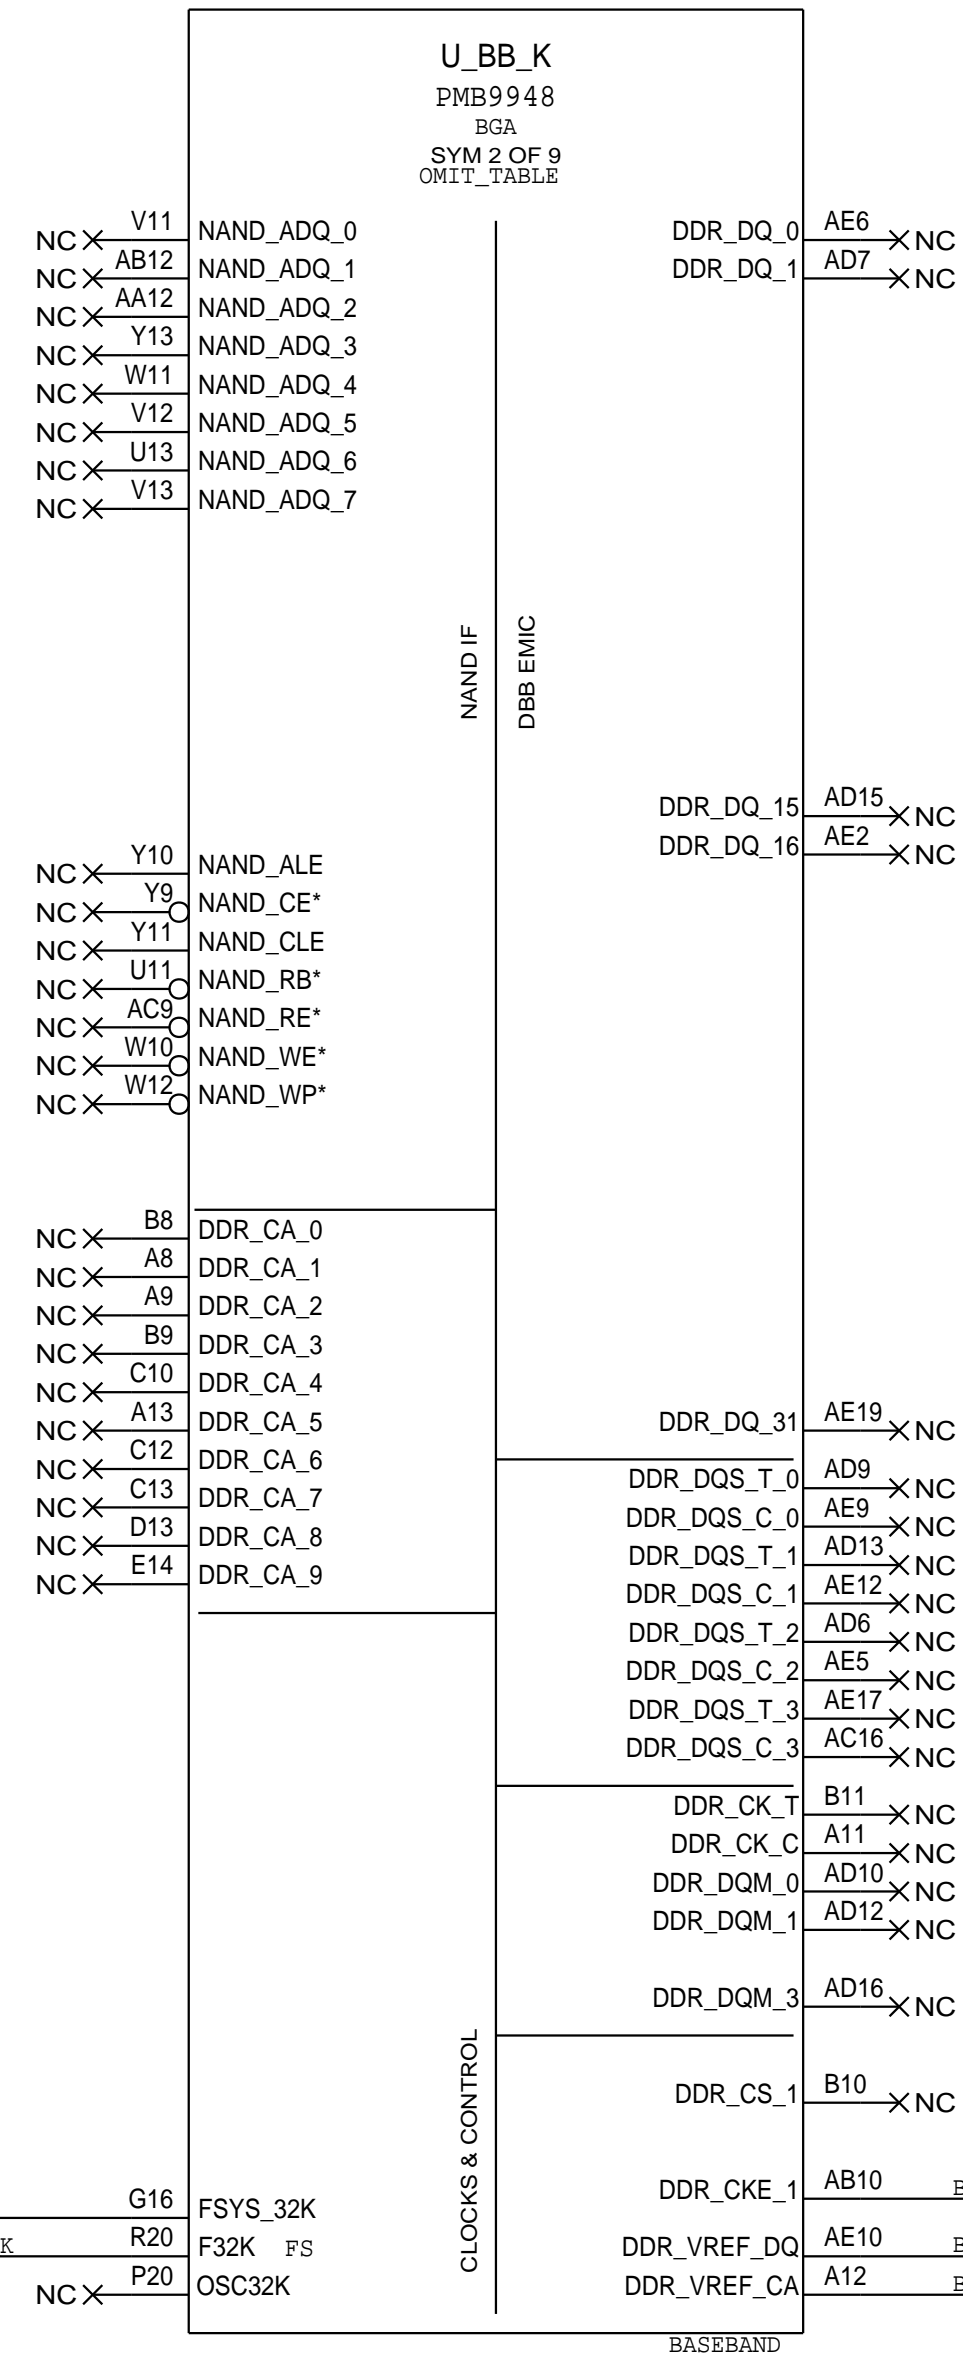 U_BB_K
PMB9948
BGA
SYM 2 OF 9
OMIT_TABLE
NC V11 NAND_ADQ_0
NC AB12 NAND_ADQ_1
NC AA12 NAND_ADQ_2
NC Y13 NAND_ADQ_3
NC W11 NAND_ADQ_4
NC V12 NAND_ADQ_5
NC U13 NAND_ADQ_6
NC V13 NAND_ADQ_7
NC Y10 NAND_ALE
NC Y9 NAND_CE*
NC Y11 NAND_CLE
NC U11 NAND_RB*
NC AC9 NAND_RE*
NC W10 NAND_WE*
NC W12 NAND_WP*
NAND IF
NC B8 DDR_CA_0
NC A8 DDR_CA_1
NC A9 DDR_CA_2
NC B9 DDR_CA_3
NC C10 DDR_CA_4
NC A13 DDR_CA_5
NC C12 DDR_CA_6
NC C13 DDR_CA_7
NC D13 DDR_CA_8
NC E14 DDR_CA_9
G16 FSYS_32K
K R20 F32K FS
NC P20 OSC32K
CLOCKS & CONTROL
DBB EMIC
DDR_DQ_0 AE6 NC
DDR_DQ_1 AD7 NC
DDR_DQ_15 AD15 NC
DDR_DQ_16 AE2 NC
DDR_DQ_31 AE19 NC
DDR_DQS_T_0 AD9 NC
DDR_DQS_C_0 AE9 NC
DDR_DQS_T_1 AD13 NC
DDR_DQS_C_1 AE12 NC
DDR_DQS_T_2 AD6 NC
DDR_DQS_C_2 AE5 NC
DDR_DQS_T_3 AE17 NC
DDR_DQS_C_3 AC16 NC
DDR_CK_T B11 NC
DDR_CK_C A11 NC
DDR_DQM_0 AD10 NC
DDR_DQM_1 AD12 NC
DDR_DQM_3 AD16 NC
DDR_CS_1 B10 NC
DDR_CKE_1 AB10
DDR_VREF_DQ AE10
DDR_VREF_CA A12
BASEBAND